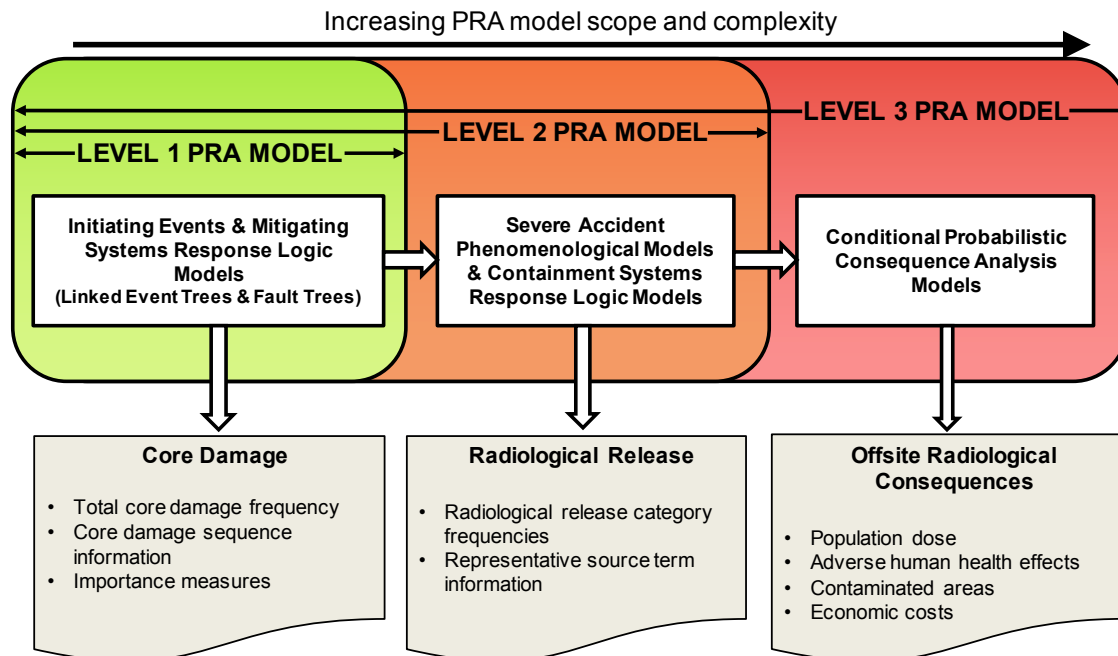 Increasing PRA model scope and complexity
LEVEL 3 PRA MODEL
LEVEL 2 PRA MODEL
LEVEL 1 PRA MODEL
Initiating Events & Mitigating
Systems Response Logic
Models
(Linked Event Trees & Fault Trees)
Severe Accident
Phenomenological Models
& Containment Systems
Response Logic Models
Conditional Probabilistic
Consequence Analysis
Models
Core Damage
• Total core damage frequency
• Core damage sequence
information
• Importance measures
Radiological Release
• Radiological release category
frequencies
• Representative source term
information
Offsite Radiological
Consequences
• Population dose
• Adverse human health effects
• Contaminated areas
• Economic costs